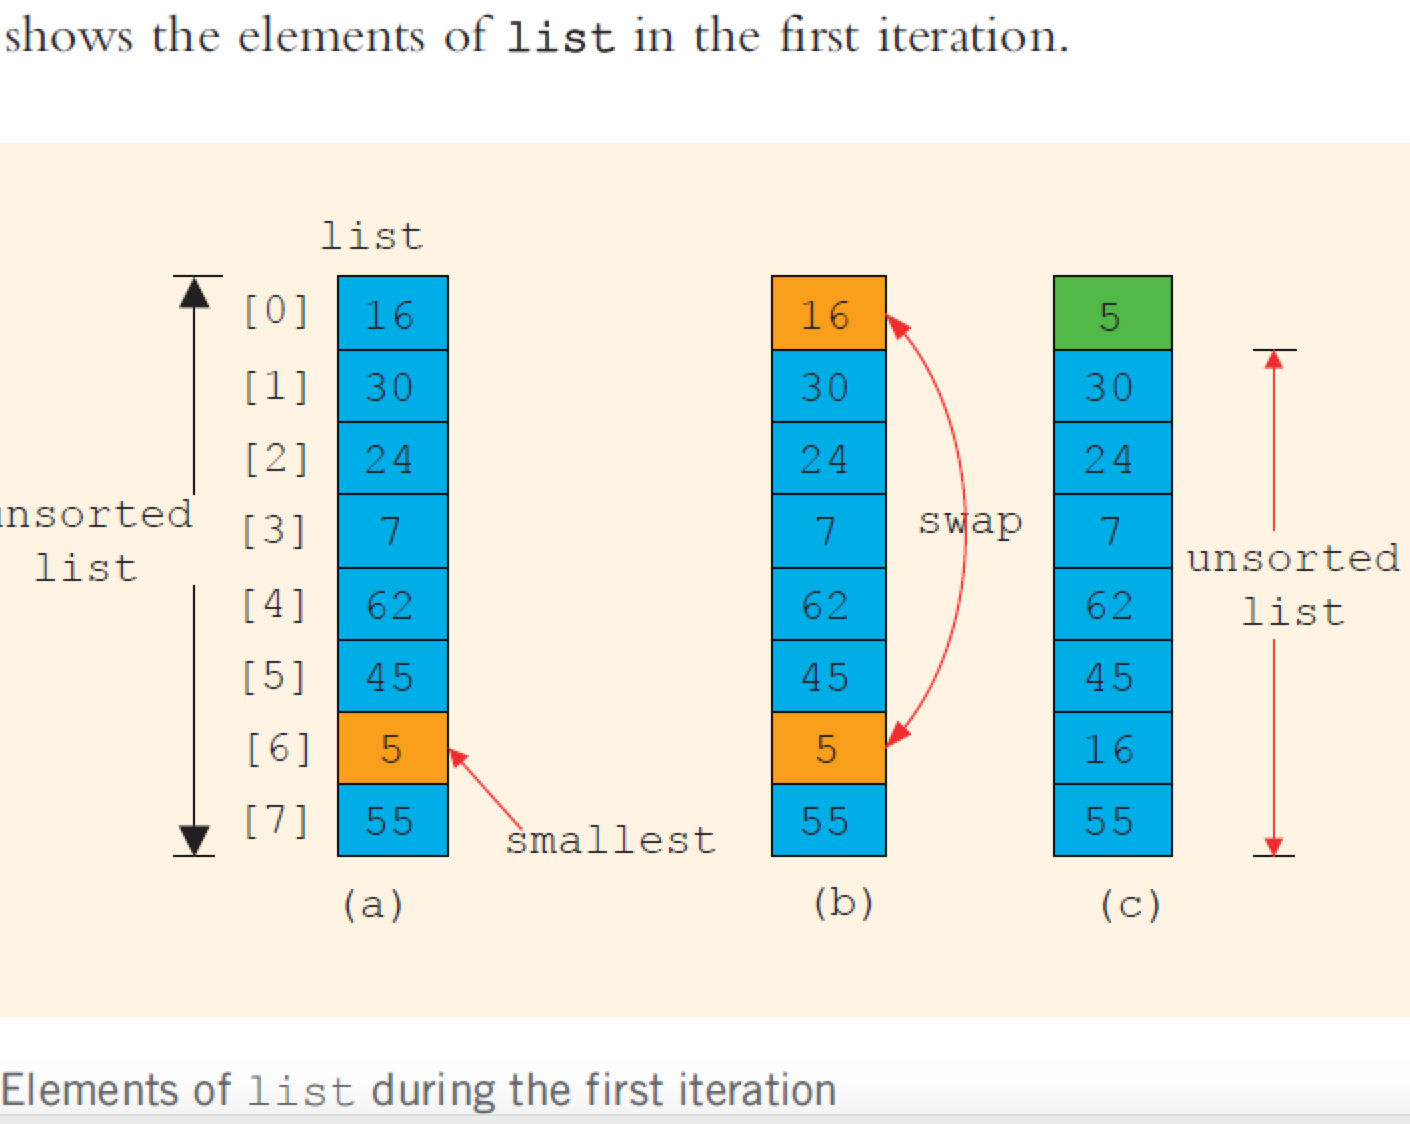 shows the elements of list in the first iteration.
list
[0] 16 16 5
[1] 30 30 30
[2] 24 24 24
[3] 7 7 7
[4] 62 62 62
[5] 45 45 45
[6] 5 5 16
[7] 55 55 55
nsorted
list
smallest
swap
unsorted
list
(a) (b) (c)
Elements of list during the first iteration